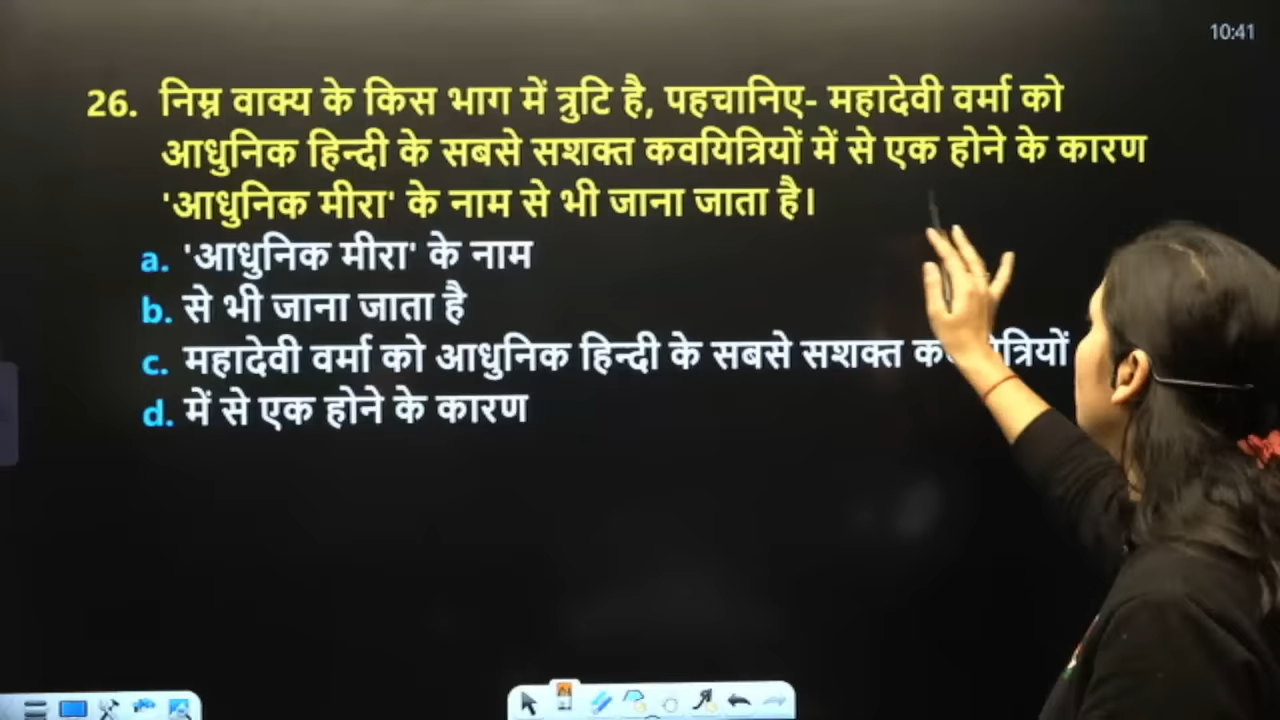 10:41
26. निम्न वाक्य के किस भाग में त्रुटि है, पहचानिए- महादेवी वर्मा को
आधुनिक हिन्दी के सबसे सशक्त कवयित्रियों में से एक होने के कारण
'आधुनिक मीरा' के नाम से भी जाना जाता है।
a. 'आधुनिक मीरा' के नाम
b. से भी जाना जाता है
c. महादेवी वर्मा को आधुनिक हिन्दी के सबसे सशक्त
d. में से एक होने के कारण